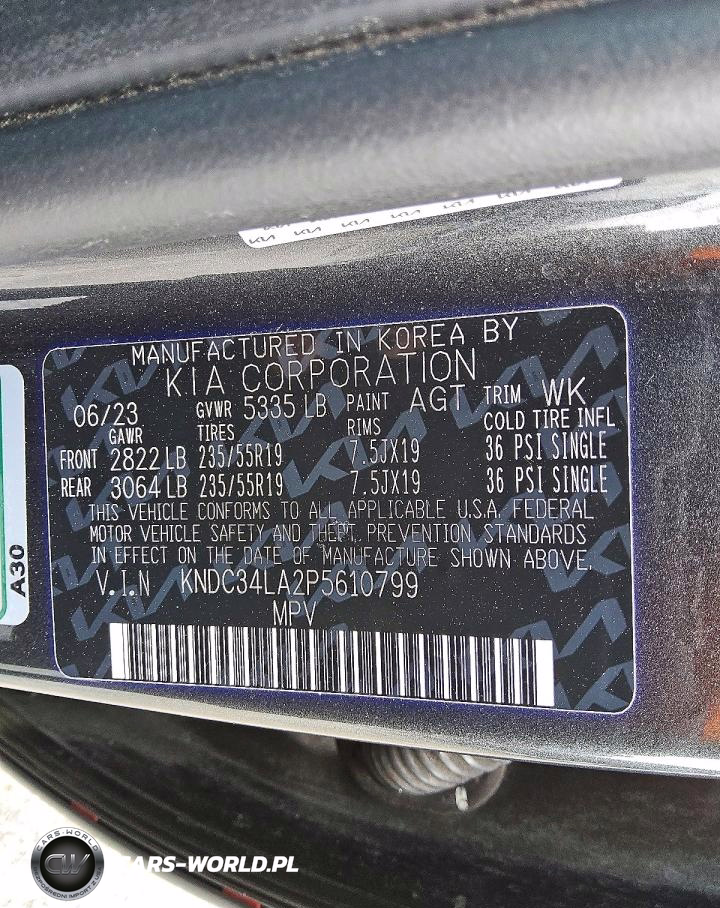 MANUFACTURED IN KOREA BY
KIA CORPORATION
06/23 GVWR 5335 LB PAINT AGT TRIM WK
GAWR TIRES RIMS COLD TIRE INFL
FRONT 2822 LB 235/55R19 7.5JX19 36 PSI SINGLE
REAR 3064 LB 235/55R19 7.5JX19 36 PSI SINGLE
THIS VEHICLE CONFORMS TO ALL APPLICABLE U.S.A. FEDERAL
MOTOR VEHICLE SAFETY AND THEFT PREVENTION STANDARDS
IN EFFECT ON THE DATE OF MANUFACTURE SHOWN ABOVE.
V.I.N KNDC34LA2P5610799
MPV
A30
CARS-WORLD
CW
CARS-WORLD.PL